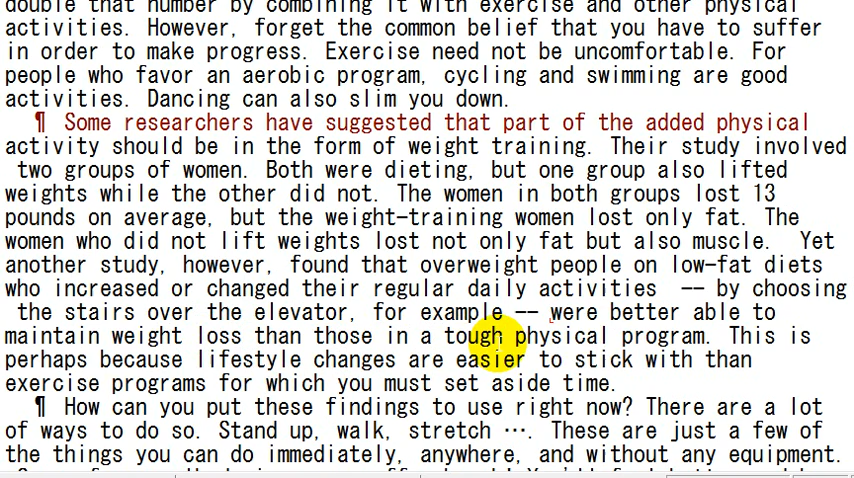 double that number by combining it with exercise and other physical
activities. However, forget the common belief that you have to suffer
in order to make progress. Exercise need not be uncomfortable. For
people who favor an aerobic program, cycling and swimming are good
activities. Dancing can also slim you down.
¶ Some researchers have suggested that part of the added physical
activity should be in the form of weight training. Their study involved
two groups of women. Both were dieting, but one group also lifted
weights while the other did not. The women in both groups lost 13
pounds on average, but the weight-training women lost only fat. The
women who did not lift weights lost not only fat but also muscle.  Yet
another study, however, found that overweight people on low-fat diets
who increased or changed their regular daily activities  -- by choosing
the stairs over the elevator, for example -- were better able to
maintain weight loss than those in a tough physical program. This is
perhaps because lifestyle changes are easier to stick with than
exercise programs for which you must set aside time.
¶ How can you put these findings to use right now? There are a lot
of ways to do so. Stand up, walk, stretch …. These are just a few of
the things you can do immediately, anywhere, and without any equipment.